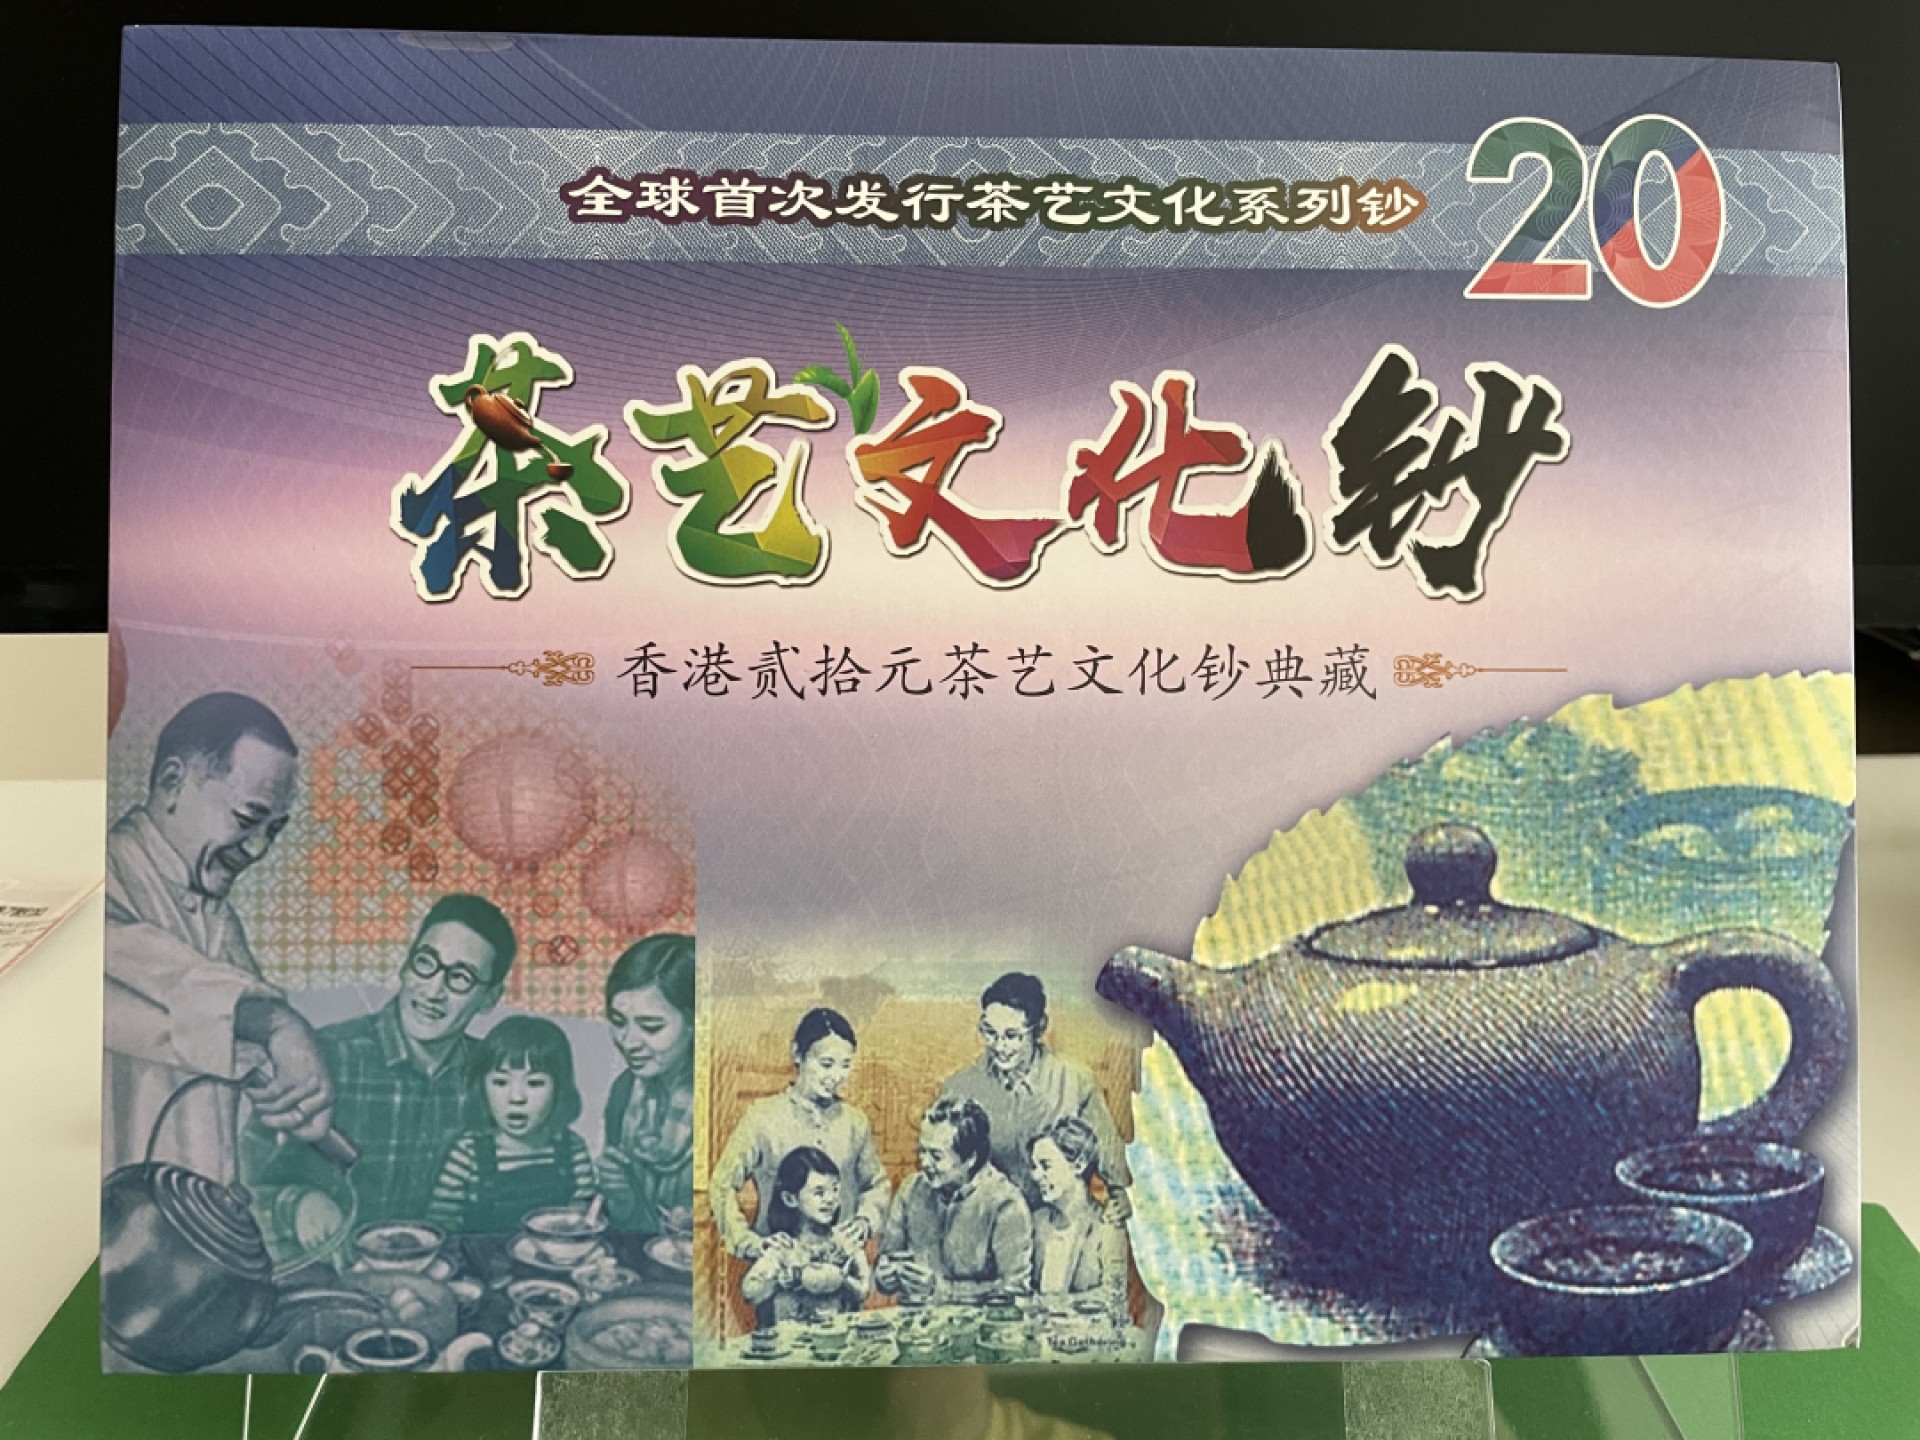 全球首次发行茶艺文化系列钞
20
茶艺文化钞
香港贰拾元茶艺文化钞典藏
Tea Gathering